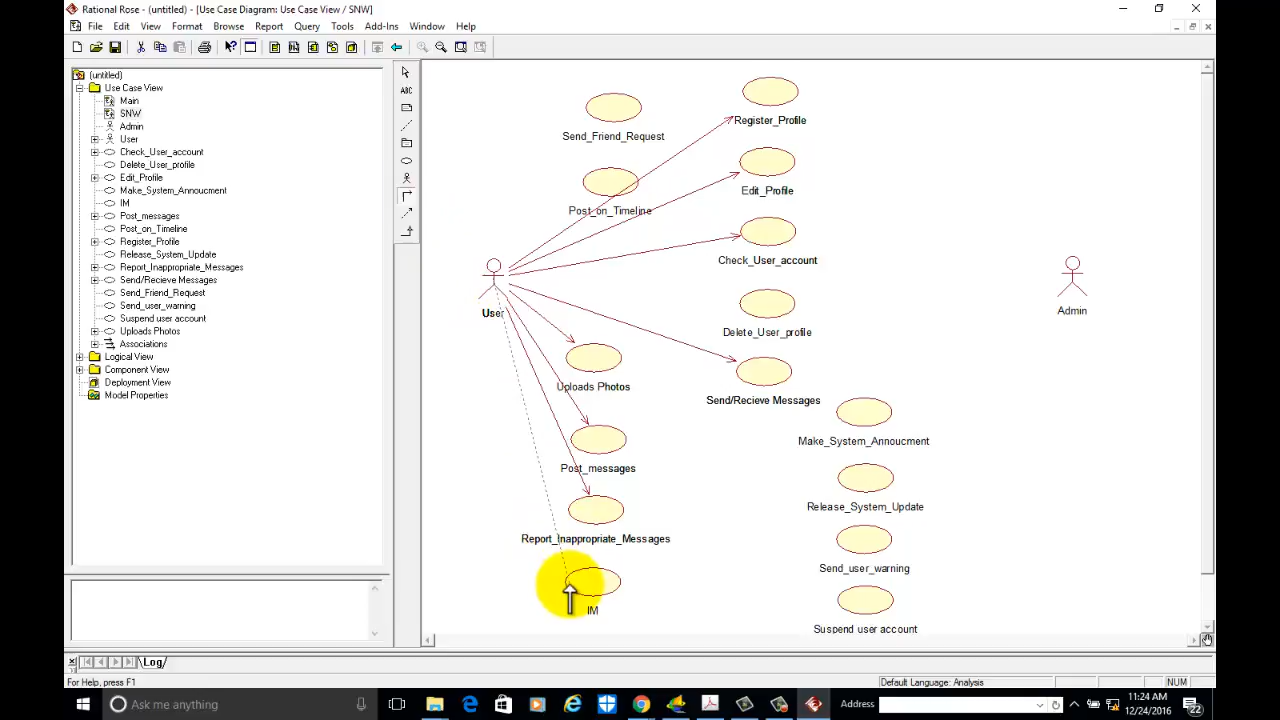 Rational Rose - (untitled) - [Use Case Diagram: Use Case View / SNW]
File Edit View Format Browse Report Query Tools Add-Ins Window Help
(untitled)
Use Case View
Main
SNW
Admin
User
Check_User_account
Delete_User_profile
Edit_Profile
Make_System_Annoucment
IM
Post_messages
Post_on_Timeline
Register_Profile
Release_System_Update
Report_Inappropriate_Messages
Send/Recieve Messages
Send_Friend_Request
Send_user_warning
Suspend user account
Uploads Photos
Associations
Logical View
Component View
Deployment View
Model Properties
ABC
Send_Friend_Request
Register_Profile
Post_on_Timeline
Edit_Profile
Check_User_account
User
Admin
Delete_User_profile
Uploads Photos
Send/Recieve Messages
Make_System_Annoucment
Post_messages
Release_System_Update
Report_Inappropriate_Messages
Send_user_warning
IM
Suspend user account
Log
For Help, press F1
Default Language: Analysis
NUM
Ask me anything
Address
11:24 AM
12/24/2016
22